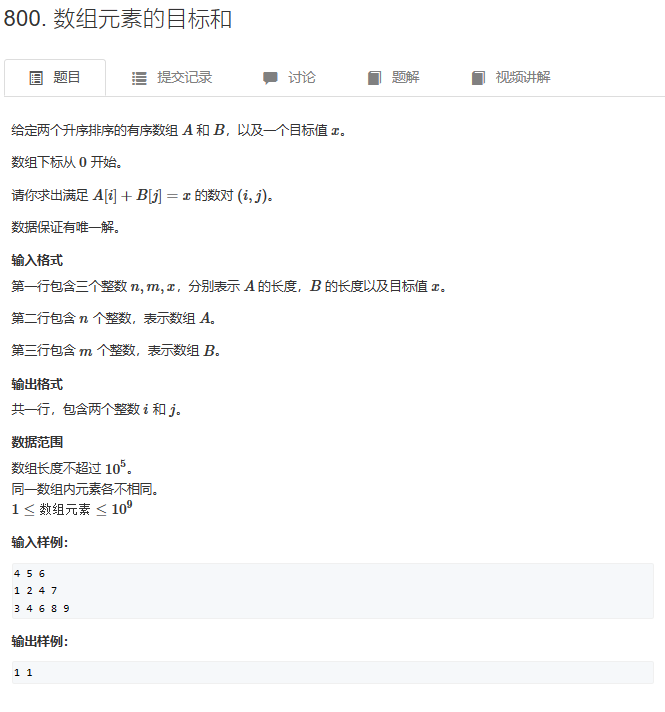 800. 数组元素的目标和
题目 提交记录 讨论 题解 视频讲解
给定两个升序排序的有序数组 A 和 B，以及一个目标值 x。
数组下标从 0 开始。
请你求出满足 A[i] + B[j] = x 的数对 (i, j)。
数据保证有唯一解。
输入格式
第一行包含三个整数 n, m, x，分别表示 A 的长度，B 的长度以及目标值 x。
第二行包含 n 个整数，表示数组 A。
第三行包含 m 个整数，表示数组 B。
输出格式
共一行，包含两个整数 i 和 j。
数据范围
数组长度不超过 10⁵。
同一数组内元素各不相同。
1 ≤ 数组元素 ≤ 10⁹
输入样例：
4 5 6
1 2 4 7
3 4 6 8 9
输出样例：
1 1